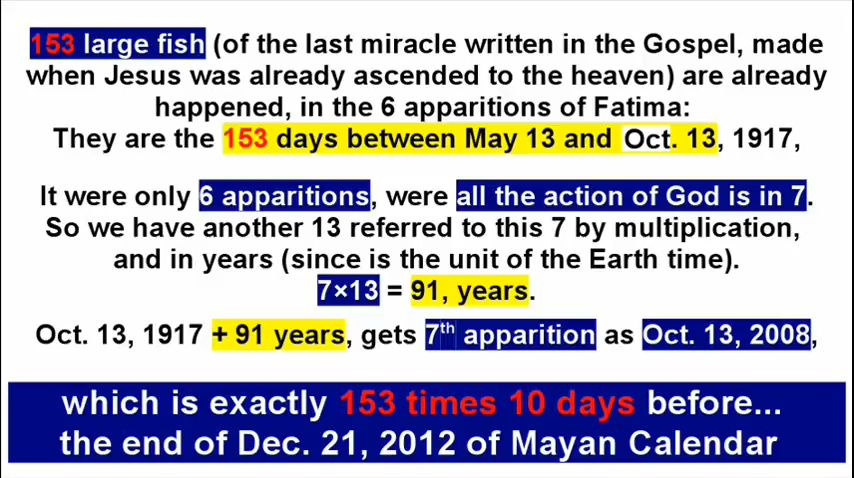 153 large fish (of the last miracle written in the Gospel, made
when Jesus was already ascended to the heaven) are already
happened, in the 6 apparitions of Fatima:
They are the 153 days between May 13 and Oct. 13, 1917,
It were only 6 apparitions, were all the action of God is in 7.
So we have another 13 referred to this 7 by multiplication,
and in years (since is the unit of the Earth time).
7×13 = 91, years.
Oct. 13, 1917 + 91 years, gets 7th apparition as Oct. 13, 2008,
which is exactly 153 times 10 days before...
the end of Dec. 21, 2012 of Mayan Calendar